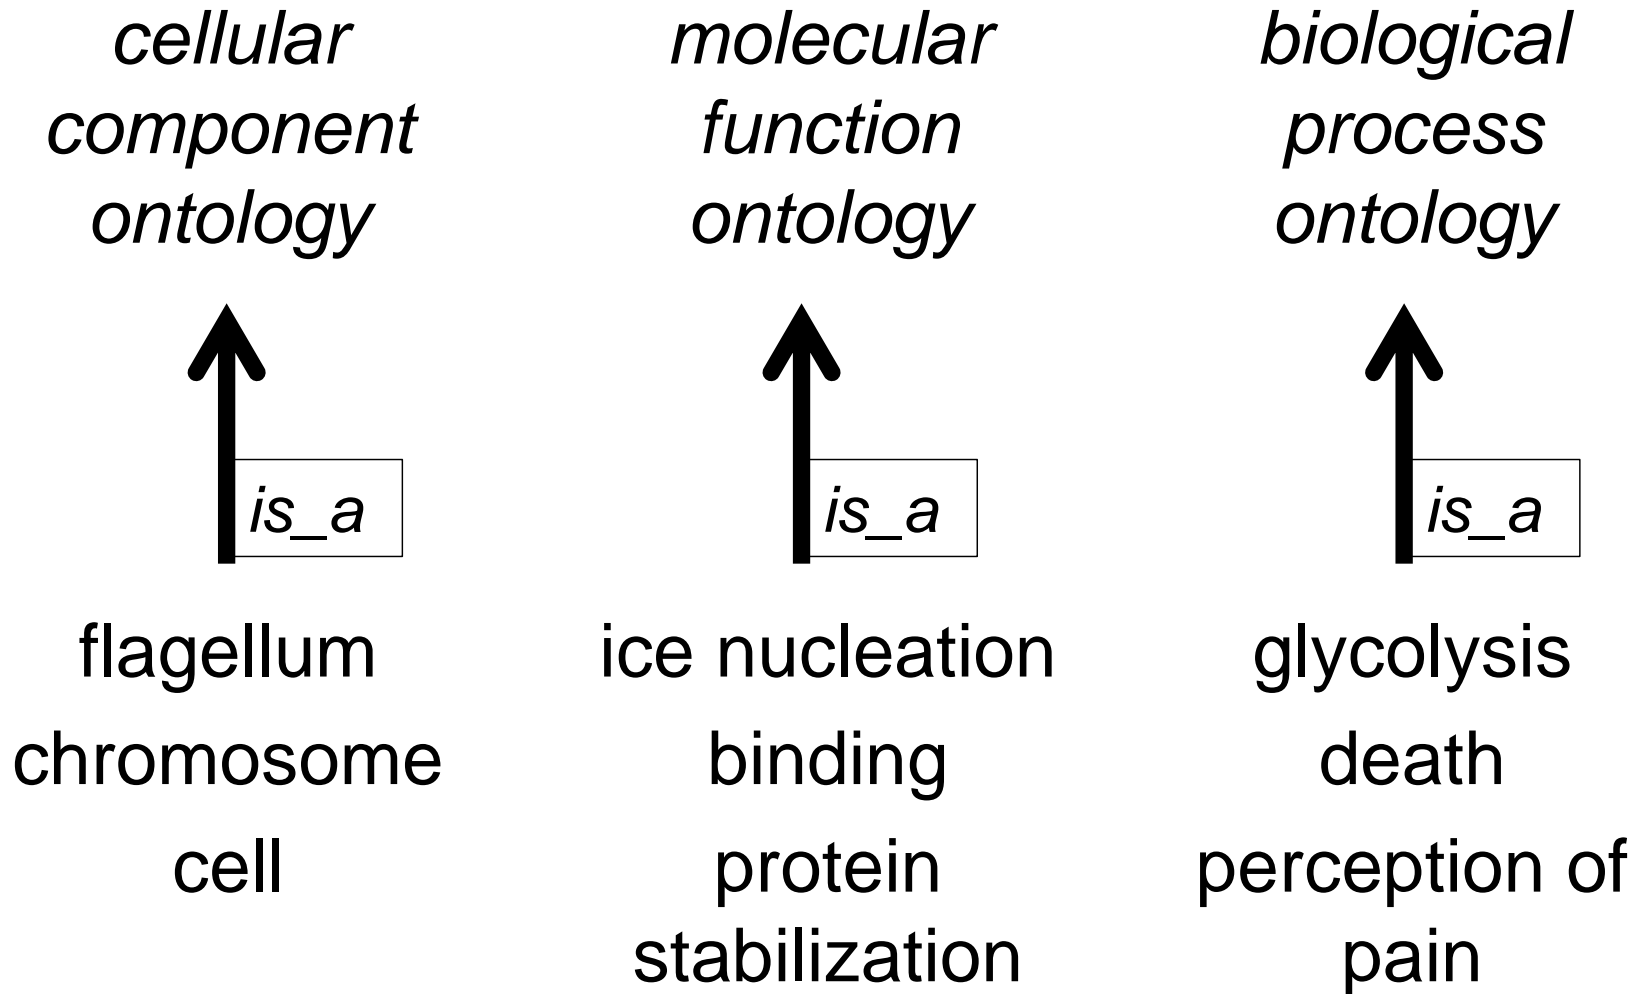 cellular
component
ontology
is_a
flagellum
chromosome
cell
molecular
function
ontology
is_a
ice nucleation
binding
protein
stabilization
biological
process
ontology
is_a
glycolysis
death
perception of
pain